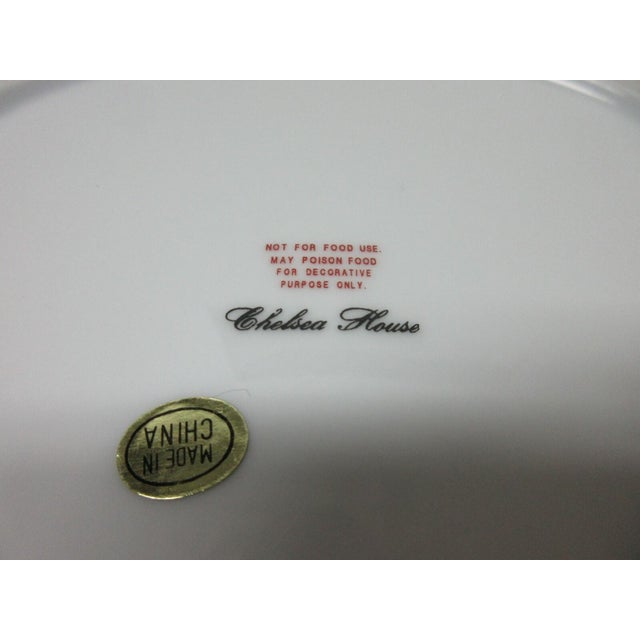 NOT FOR FOOD USE.
MAY POISON FOOD
FOR DECORATIVE
PURPOSE ONLY.
Chelsea House
MADE IN
CHINA